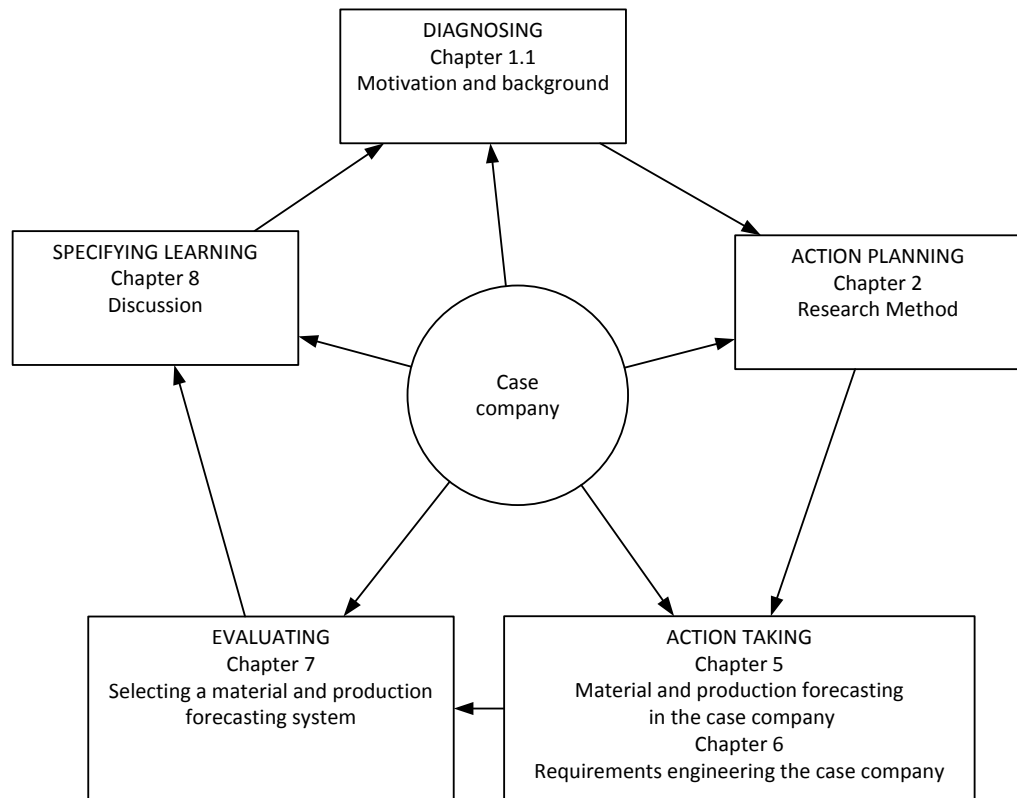 DIAGNOSING
Chapter 1.1
Motivation and background
SPECIFYING LEARNING
Chapter 8
Discussion
ACTION PLANNING
Chapter 2
Research Method
Case
company
EVALUATING
Chapter 7
Selecting a material and production
forecasting system
ACTION TAKING
Chapter 5
Material and production forecasting
in the case company
Chapter 6
Requirements engineering the case company